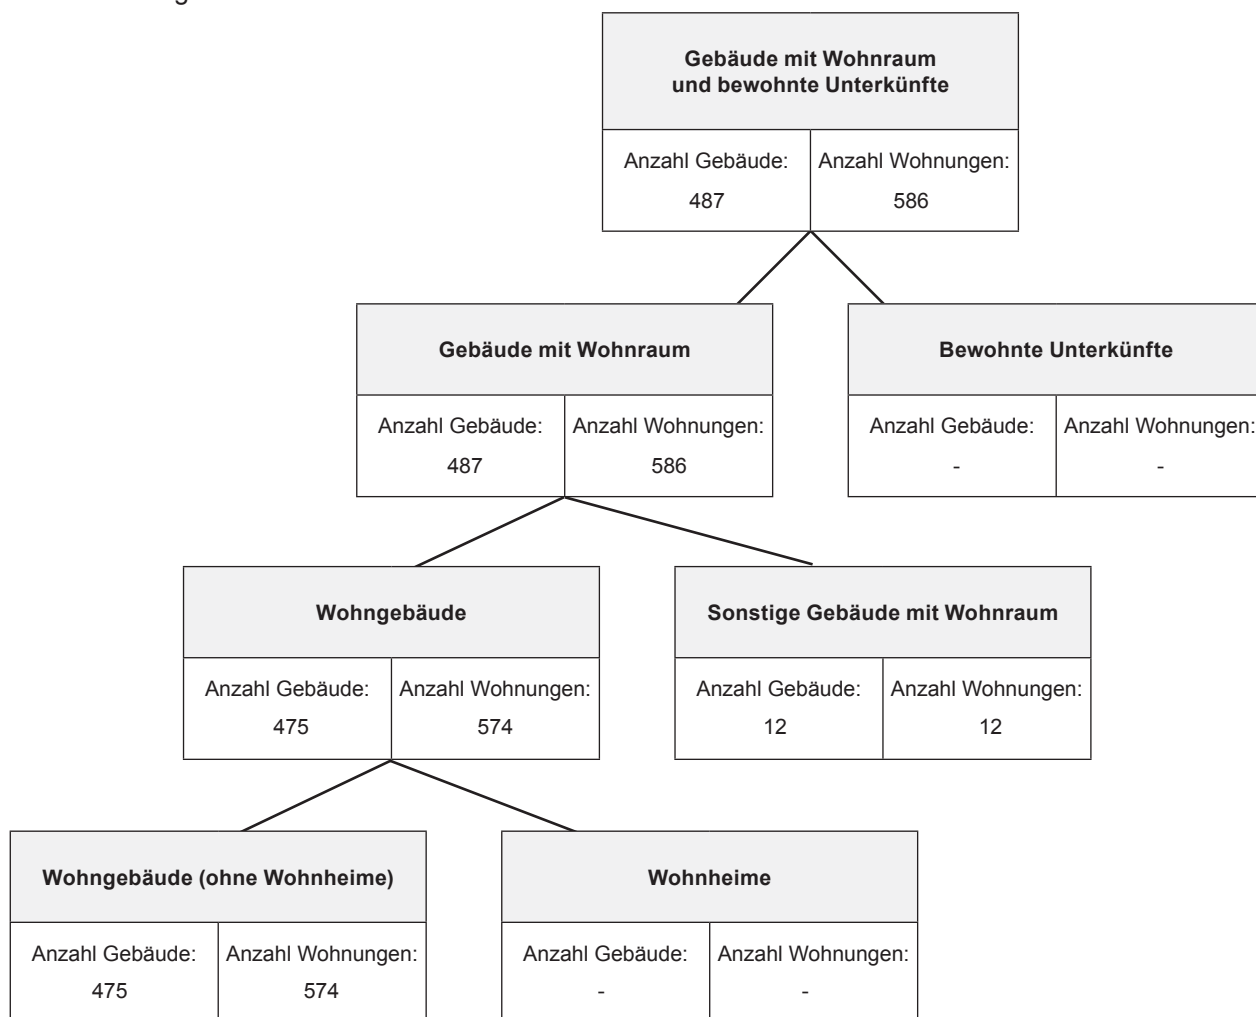 Gebäude mit Wohnraum
und bewohnte Unterkünfte
Anzahl Gebäude: Anzahl Wohnungen:
487 586
Gebäude mit Wohnraum Bewohnte Unterkünfte
Anzahl Gebäude: Anzahl Wohnungen: Anzahl Gebäude: Anzahl Wohnungen:
487 586 - -
Wohngebäude Sonstige Gebäude mit Wohnraum
Anzahl Gebäude: Anzahl Wohnungen: Anzahl Gebäude: Anzahl Wohnungen:
475 574 12 12
Wohngebäude (ohne Wohnheime) Wohnheime
Anzahl Gebäude: Anzahl Wohnungen: Anzahl Gebäude: Anzahl Wohnungen:
475 574 - -